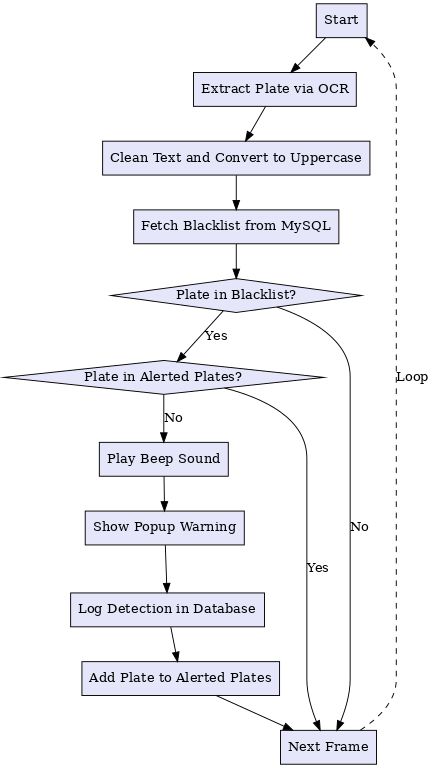 Start
Extract Plate via OCR
Clean Text and Convert to Uppercase
Fetch Blacklist from MySQL
Plate in Blacklist?
Yes
Plate in Alerted Plates?
Loop
No
Play Beep Sound
Show Popup Warning
No
Yes
Log Detection in Database
Add Plate to Alerted Plates
Next Frame